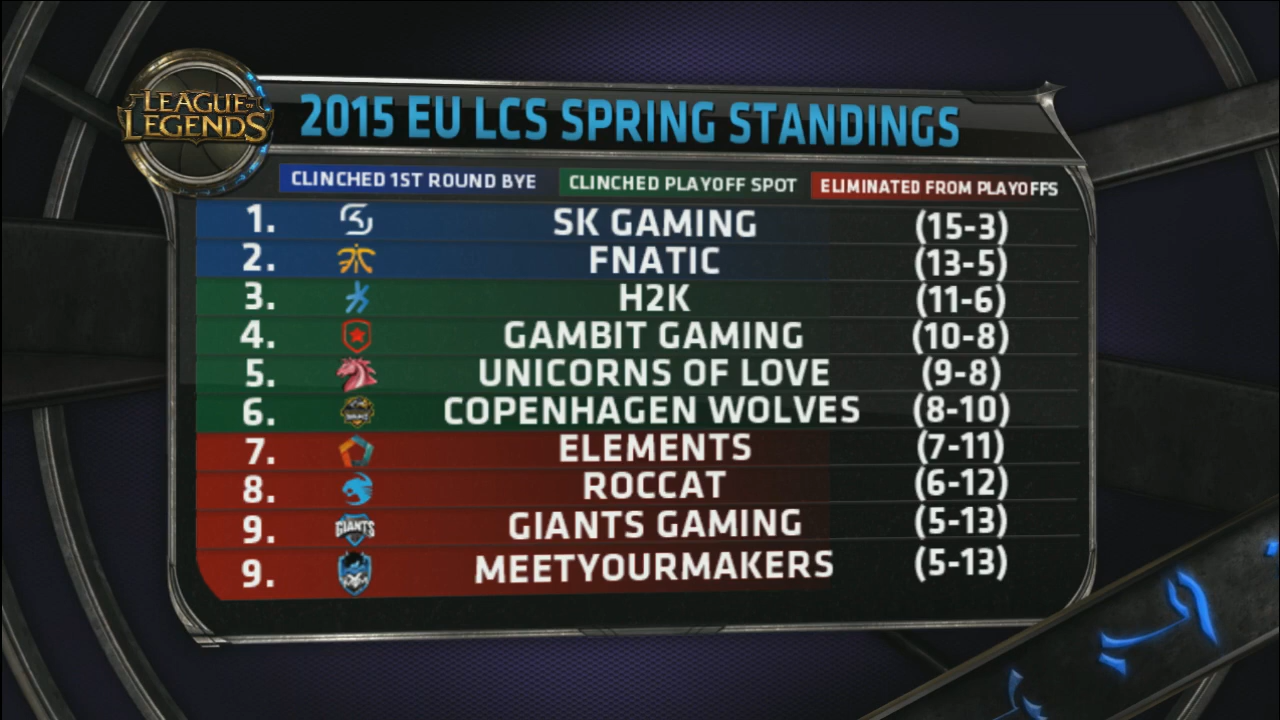 LEAGUE OF LEGENDS
2015 EU LCS SPRING STANDINGS
CLINCHED 1ST ROUND BYE CLINCHED PLAYOFF SPOT ELIMINATED FROM PLAYOFFS
1. SK GAMING (15-3)
2. FNATIC (13-5)
3. H2K (11-6)
4. GAMBIT GAMING (10-8)
5. UNICORNS OF LOVE (9-8)
6. COPENHAGEN WOLVES (8-10)
7. ELEMENTS (7-11)
8. ROCCAT (6-12)
9. GIANTS GIANTS GAMING (5-13)
9. MEETYOURMAKERS (5-13)